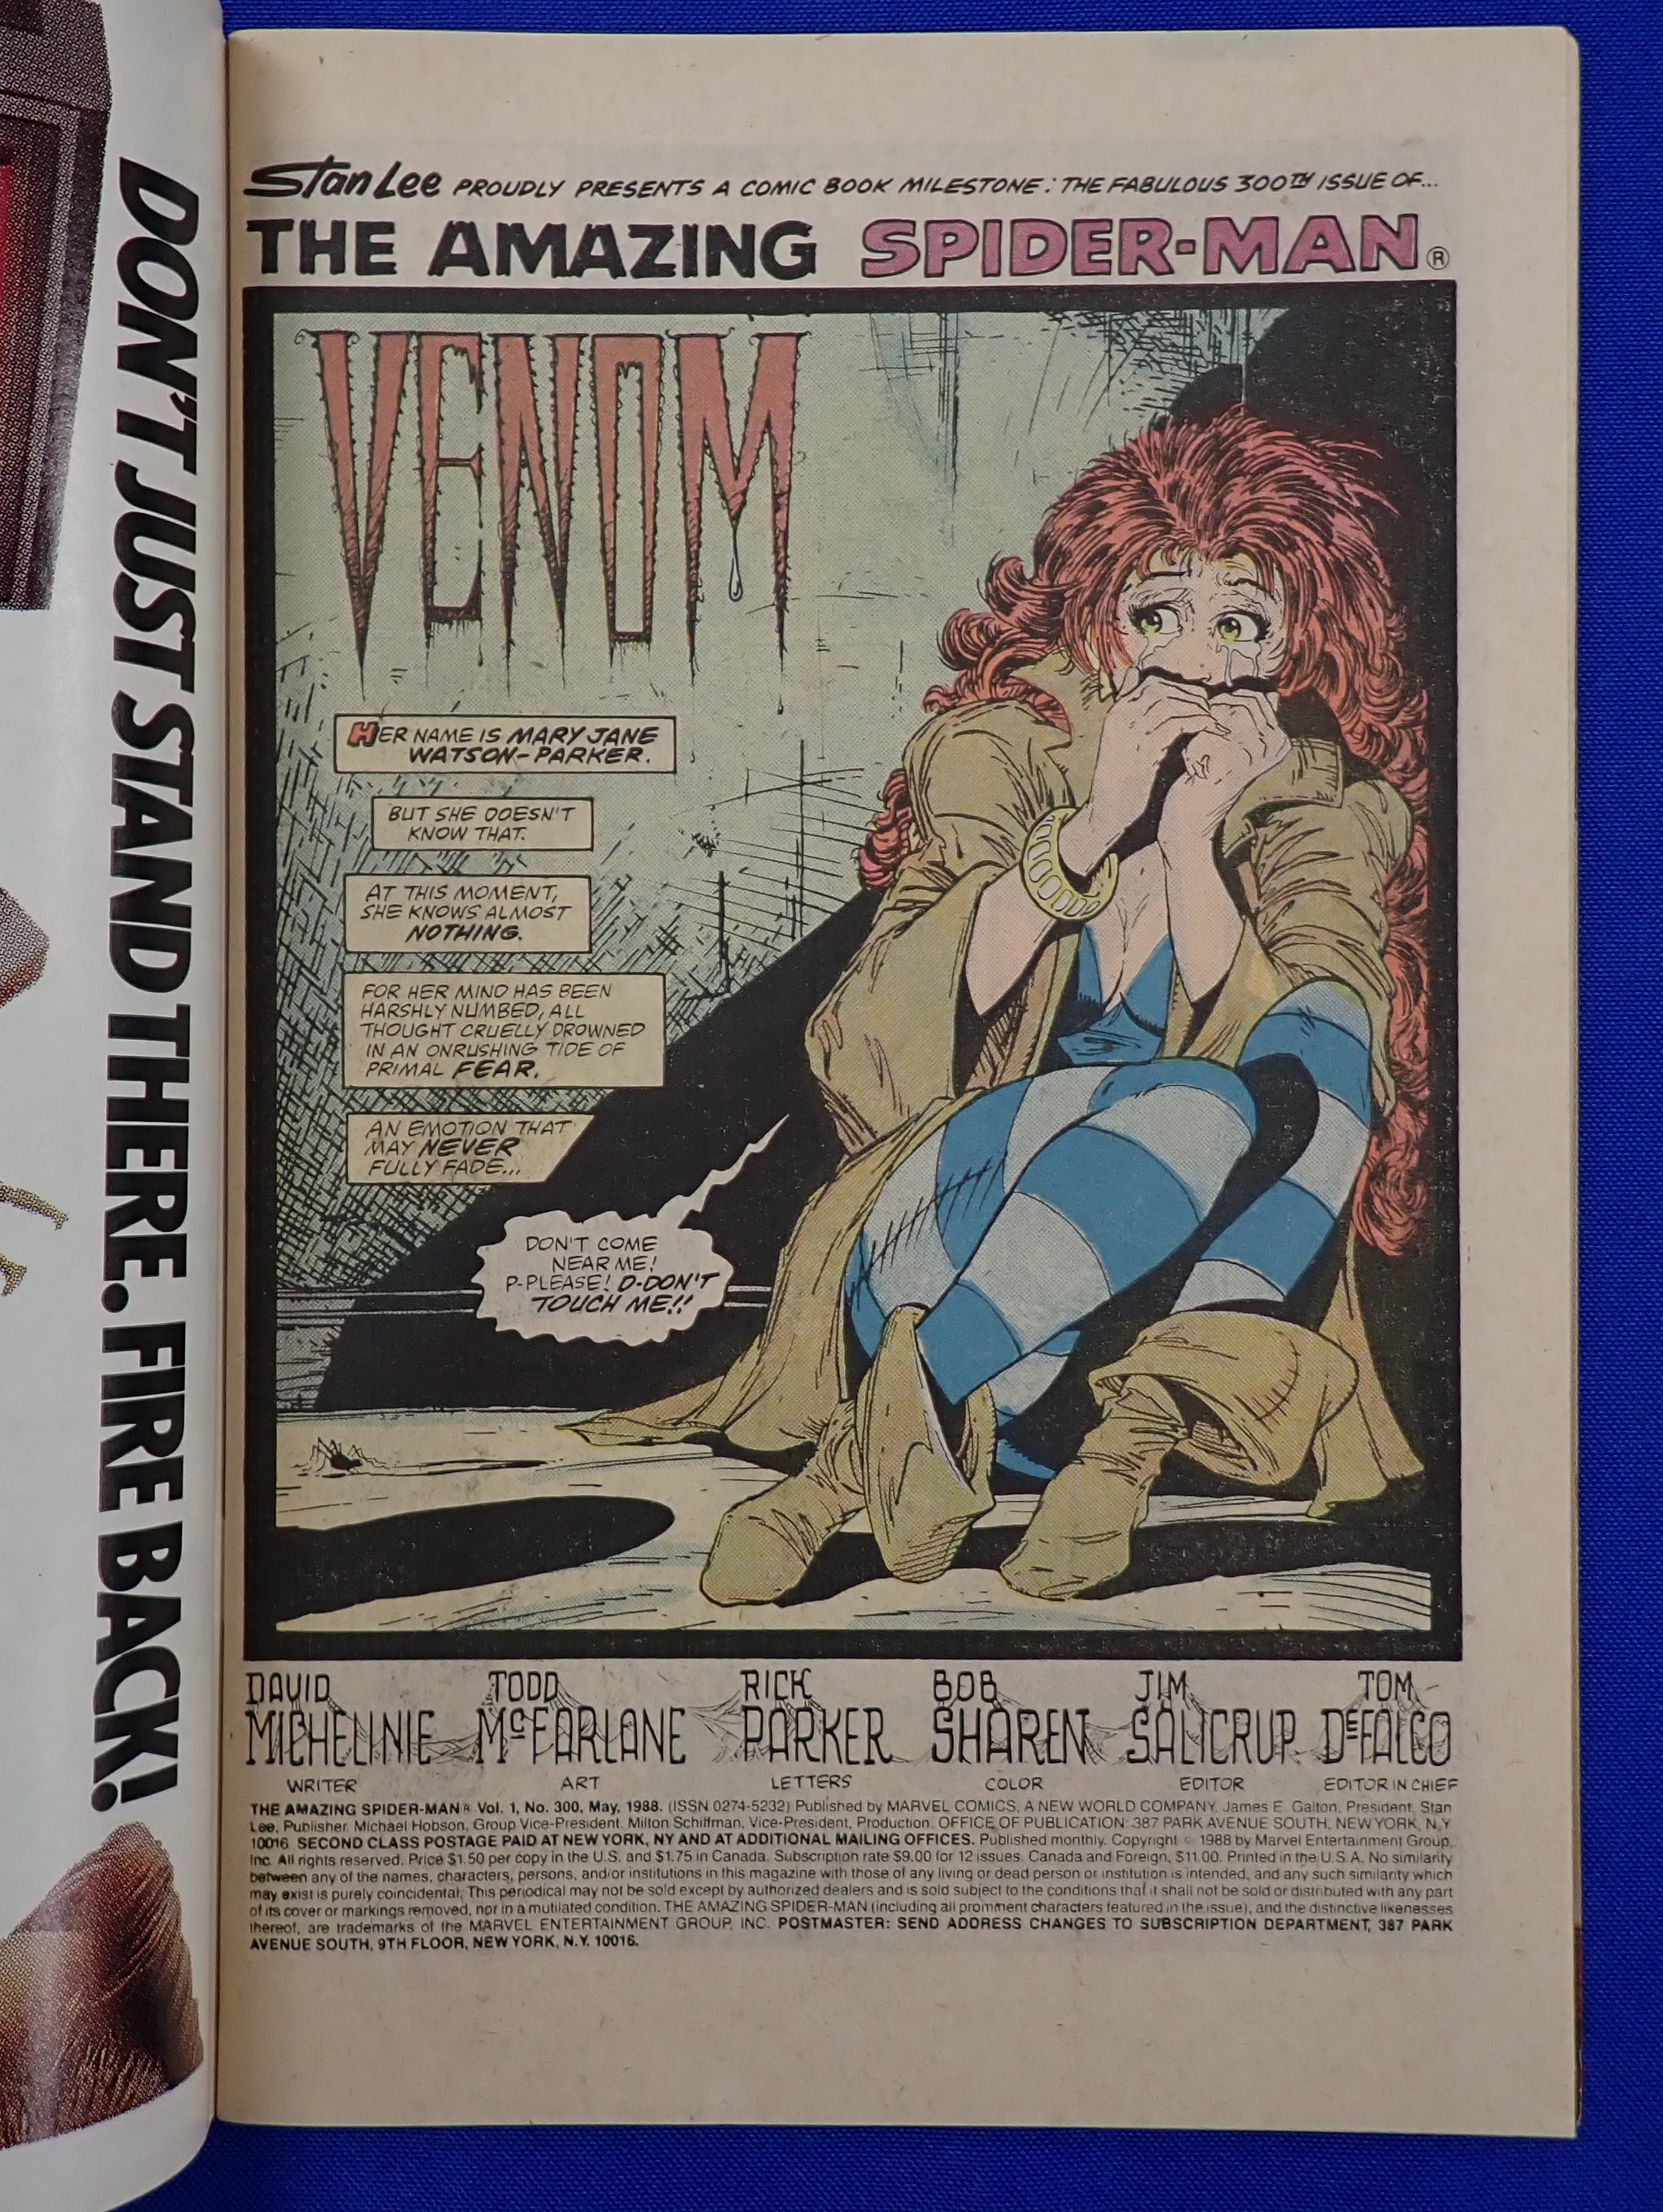 DON'T JUST STAND THERE. FIRE BACK!
Stan Lee PROUDLY PRESENTS A COMIC BOOK MILESTONE: THE FABULOUS 300TH ISSUE OF...
THE AMAZING SPIDER-MAN®
VENOM
HER NAME IS MARY JANE
WATSON-PARKER.
BUT SHE DOESN'T
KNOW THAT.
AT THIS MOMENT,
SHE KNOWS ALMOST
NOTHING.
FOR HER MIND HAS BEEN
HARSHLY NUMBED, ALL
THOUGHT CRUELLY DROWNED
IN AN ONRUSHING TIDE OF
PRIMAL FEAR.
AN EMOTION THAT
MAY NEVER
FULLY FADE...
DON'T COME
NEAR ME!
P-PLEASE! D-DON'T
TOUCH ME!!
DAVID TODD RICK BOB JIM TOM
MICHELINIE McFARLANE PARKER SHAREN SALICRUP DeFALCO
WRITER ART LETTERS COLOR EDITOR EDITOR IN CHIEF
THE AMAZING SPIDER-MAN® Vol. 1, No. 300, May, 1988. (ISSN 0274-5232) Published by MARVEL COMICS, A NEW WORLD COMPANY. James E. Galton, President. Stan
Lee, Publisher. Michael Hobson, Group Vice-President. Milton Schiffman, Vice-President, Production. OFFICE OF PUBLICATION: 387 PARK AVENUE SOUTH, NEW YORK, N.Y.
10016. SECOND CLASS POSTAGE PAID AT NEW YORK, NY AND AT ADDITIONAL MAILING OFFICES. Published monthly. Copyright © 1988 by Marvel Entertainment Group,
Inc. All rights reserved. Price $1.50 per copy in the U.S. and $1.75 in Canada. Subscription rate $9.00 for 12 issues. Canada and Foreign, $11.00. Printed in the U.S.A. No similarity
between any of the names, characters, persons, and/or institutions in this magazine with those of any living or dead person or institution is intended, and any such similarity which
may exist is purely coincidental. This periodical may not be sold except by authorized dealers and is sold subject to the conditions that it shall not be sold or distributed with any part
of its cover or markings removed, nor in a mutilated condition. THE AMAZING SPIDER-MAN (including all prominent characters featured in the issue), and the distinctive likenesses
thereof, are trademarks of the MARVEL ENTERTAINMENT GROUP, INC. POSTMASTER: SEND ADDRESS CHANGES TO SUBSCRIPTION DEPARTMENT, 387 PARK
AVENUE SOUTH, 9TH FLOOR, NEW YORK, N.Y. 10016.